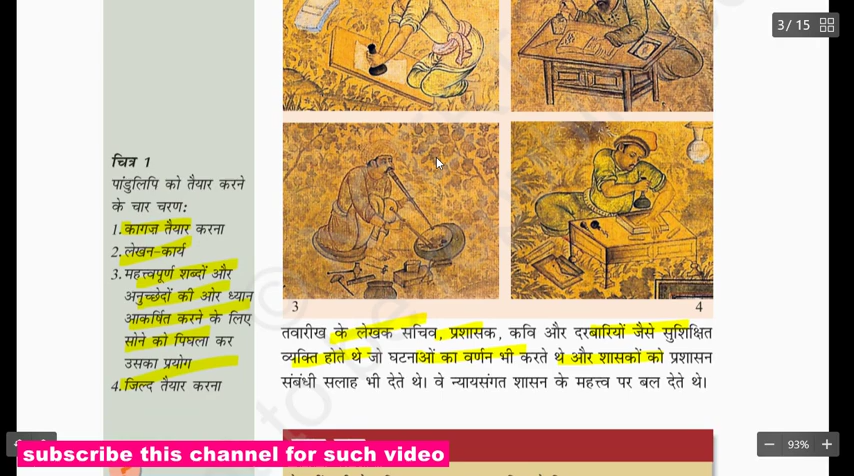 3 / 15
चित्र 1
पांडुलिपि को तैयार करने
के चार चरण:
1. कागज़ तैयार करना
2. लेखन-कार्य
3. महत्त्वपूर्ण शब्दों और
अनुच्छेदों की ओर ध्यान
आकर्षित करने के लिए
सोने को पिघला कर
उसका प्रयोग
4. जिल्द तैयार करना
3
4
तवारीख के लेखक सचिव, प्रशासक, कवि और दरबारियों जैसे सुशिक्षित
व्यक्ति होते थे जो घटनाओं का वर्णन भी करते थे और शासकों को प्रशासन
संबंधी सलाह भी देते थे। वे न्यायसंगत शासन के महत्त्व पर बल देते थे।
93%
subscribe this channel for such video